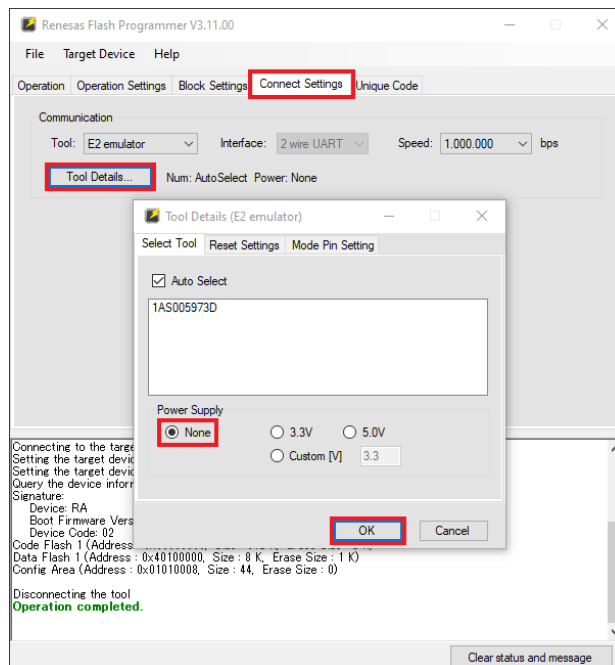 Renesas Flash Programmer V3.11.00
File Target Device Help
Operation Operation Settings Block Settings Connect Settings Unique Code
Communication
Tool: E2 emulator Interface: 2 wire UART Speed: 1.000.000 bps
Tool Details... Num: AutoSelect Power: None
Tool Details (E2 emulator)
Select Tool Reset Settings Mode Pin Setting
Auto Select
1AS005973D
Power Supply
None 3.3V 5.0V
Custom [V] 3.3
OK Cancel
Connecting to the
Setting the target
Setting the target
Query the device
Signature:
Device: RA
Boot Firmware
Device Code: 02
Code Flash 1 (Address
Data Flash 1 (Address : 0x40100000, Size : 8 K, Erase Size : 1 K)
Config Area (Address : 0x01010008, Size : 44, Erase Size : 0)
Disconnecting the tool
Operation completed.
Clear status and message